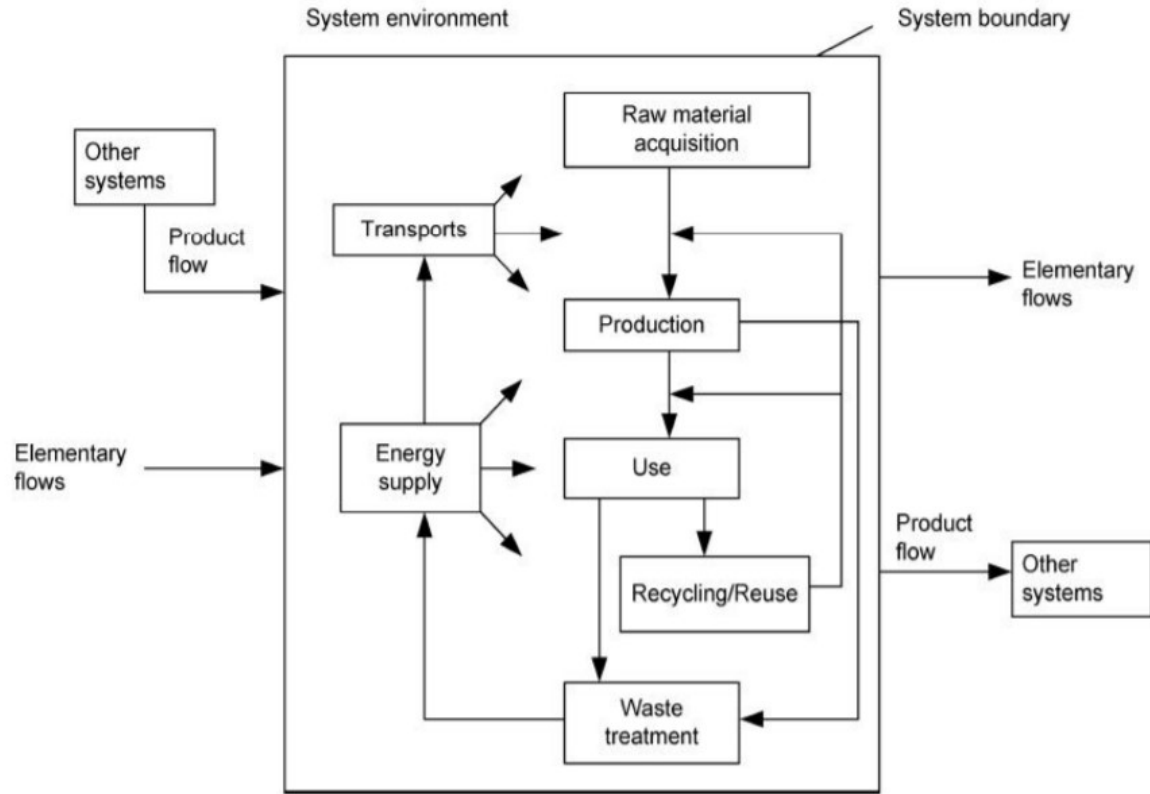 System environment
System boundary
Raw material
acquisition
Other
systems
Transports
Product
flow
Elementary
flows
Production
Elementary
flows
Energy
supply
Use
Product
flow
Other
systems
Recycling/Reuse
Waste
treatment